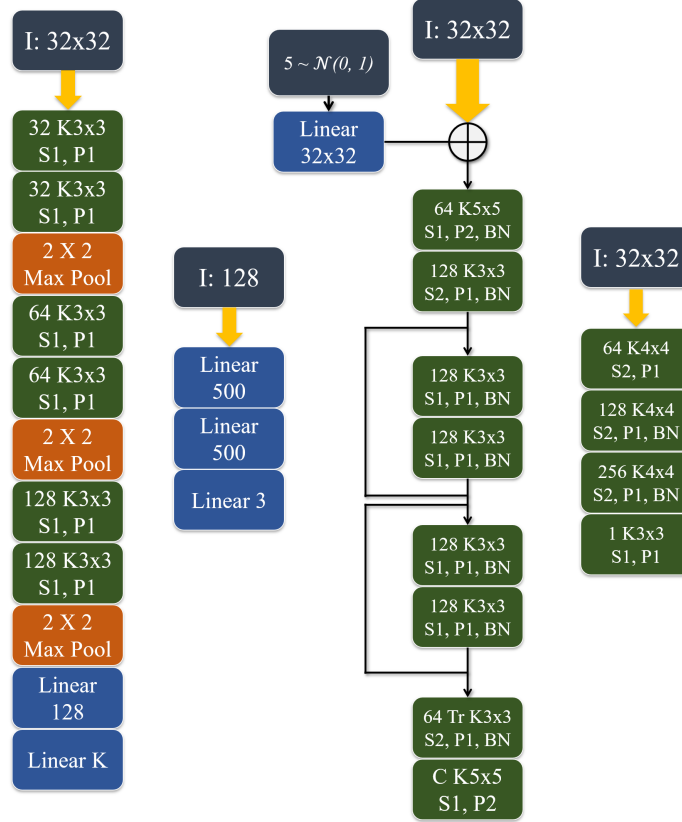 I: 32x32
32 K3x3
S1, P1
32 K3x3
S1, P1
2 X 2
Max Pool
64 K3x3
S1, P1
64 K3x3
S1, P1
2 X 2
Max Pool
128 K3x3
S1, P1
128 K3x3
S1, P1
2 X 2
Max Pool
Linear
128
Linear K
I: 128
Linear
500
Linear
500
Linear 3
5 ~ 𝒩(0, 1)
Linear
32x32
I: 32x32
64 K5x5
S1, P2, BN
128 K3x3
S2, P1, BN
128 K3x3
S1, P1, BN
128 K3x3
S1, P1, BN
128 K3x3
S1, P1, BN
128 K3x3
S1, P1, BN
64 Tr K3x3
S2, P1, BN
C K5x5
S1, P2
I: 32x32
64 K4x4
S2, P1
128 K4x4
S2, P1, BN
256 K4x4
S2, P1, BN
1 K3x3
S1, P1